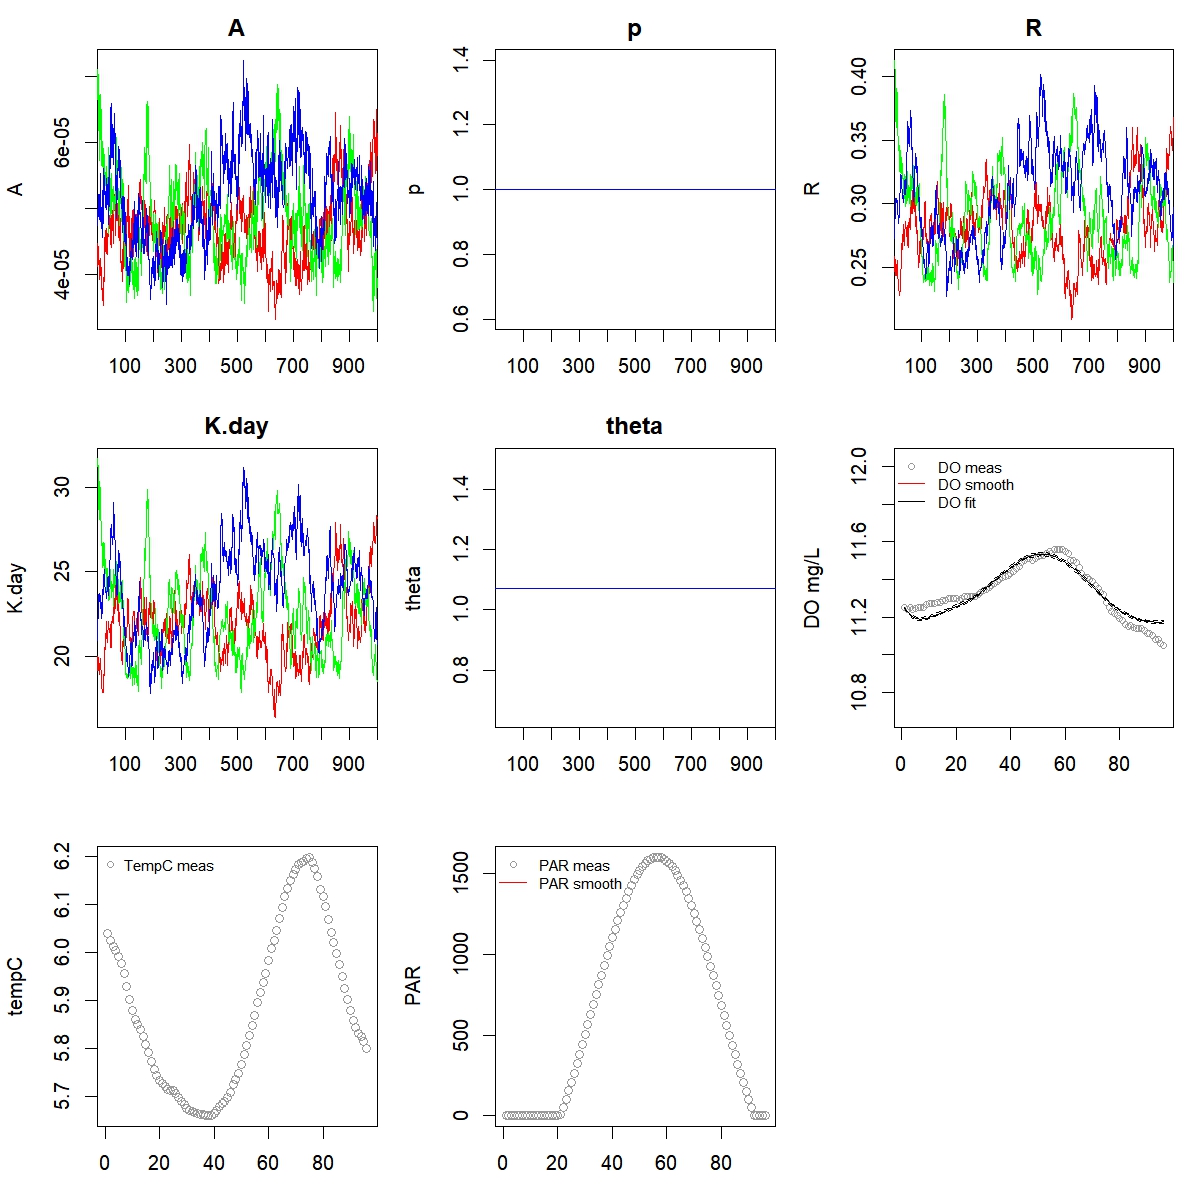 A
p
R
A
4e-05
6e-05
100 300 500 700 900
p
0.6 0.8 1.0 1.2 1.4
100 300 500 700 900
R
0.25 0.30 0.35 0.40
100 300 500 700 900
K.day
theta
K.day
20 25 30
100 300 500 700 900
theta
0.8 1.0 1.2 1.4
100 300 500 700 900
DO mg/L
10.8 11.2 11.6 12.0
DO meas
DO smooth
DO fit
0 20 40 60 80
tempC
5.7 5.8 5.9 6.0 6.1 6.2
TempC meas
0 20 40 60 80
PAR
0 500 1000 1500
PAR meas
PAR smooth
0 20 40 60 80